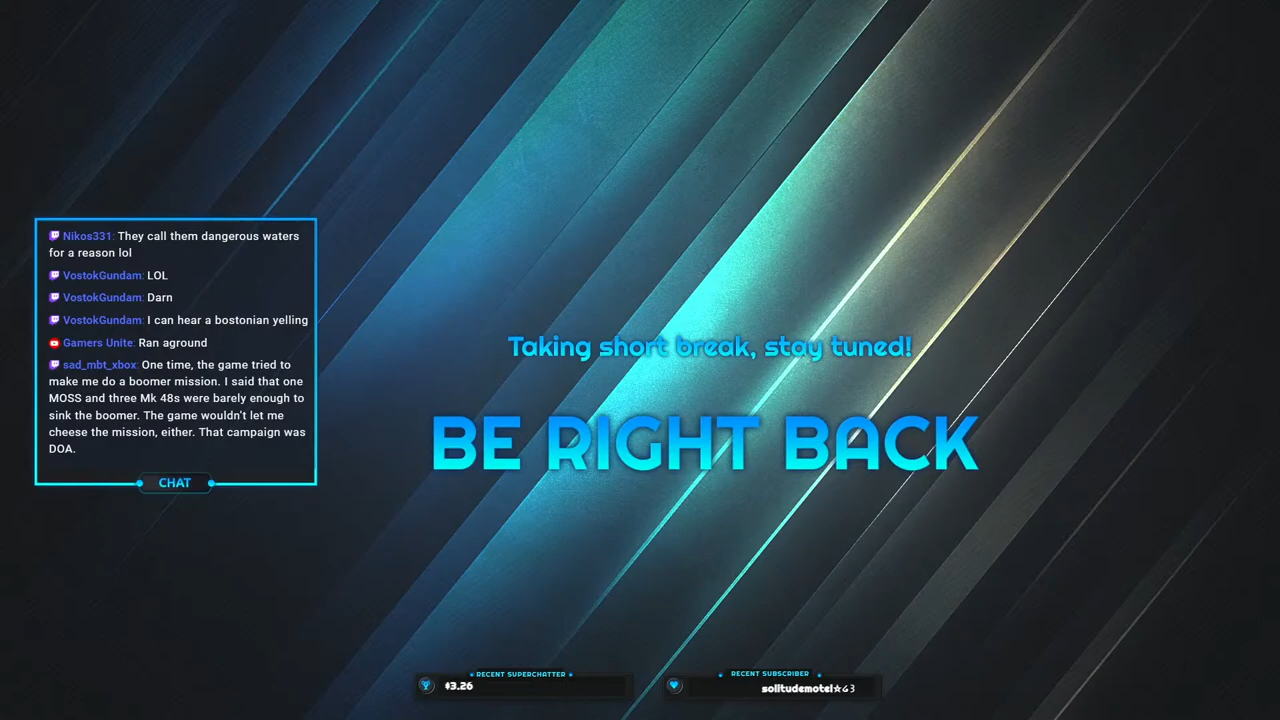 Nikos331: They call them dangerous waters
for a reason lol
VostokGundam: LOL
VostokGundam: Darn
VostokGundam: I can hear a bostonian yelling
Gamers Unite: Ran aground
sad_mbt_xbox: One time, the game tried to
make me do a boomer mission. I said that one
MOSS and three Mk 48s were barely enough to
sink the boomer. The game wouldn't let me
cheese the mission, either. That campaign was
DOA.
CHAT
Taking short break, stay tuned!
BE RIGHT BACK
RECENT SUPERCHATTER
$3.26
RECENT SUBSCRIBER
solitudemotel☆